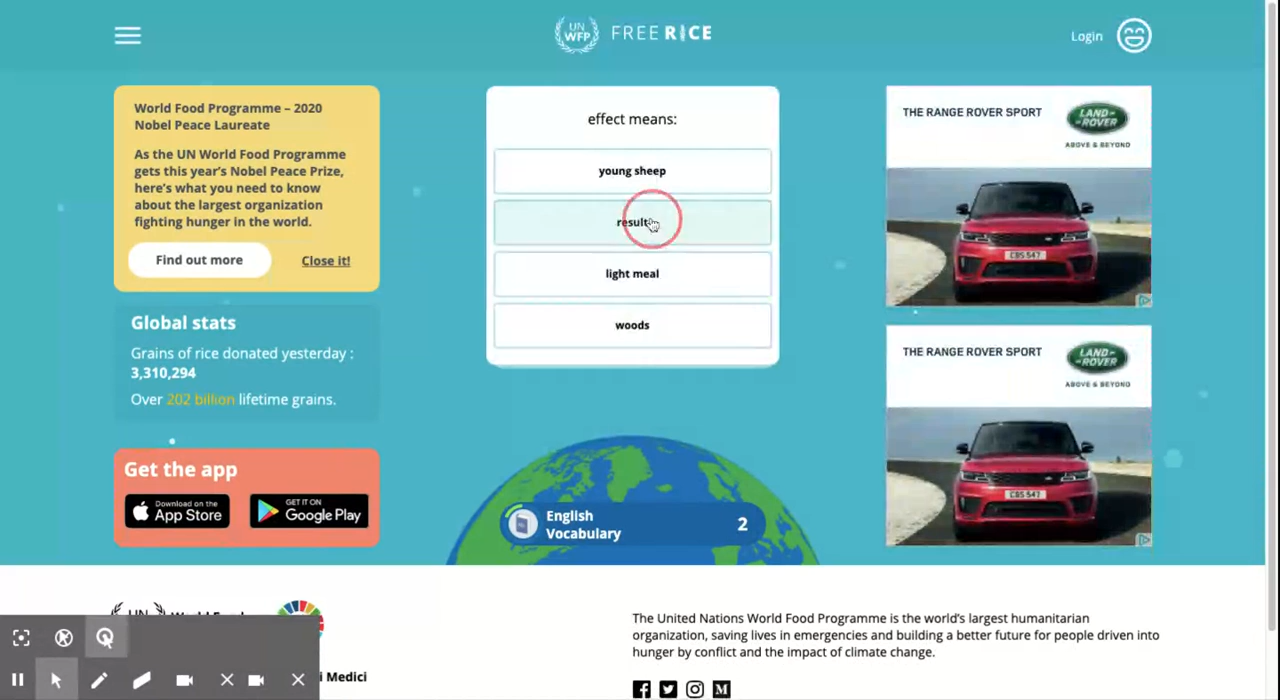 UN
WFP
FREE RICE
Login
World Food Programme – 2020
Nobel Peace Laureate
As the UN World Food Programme
gets this year's Nobel Peace Prize,
here's what you need to know
about the largest organization
fighting hunger in the world.
Find out more
Close it!
Global stats
Grains of rice donated yesterday :
3,310,294
Over 202 billion lifetime grains.
Get the app
Download on the
App Store
GET IT ON
Google Play
effect means:
young sheep
result
light meal
woods
English
Vocabulary
2
THE RANGE ROVER SPORT
LAND-
ROVER
ABOVE & BEYOND
CBS 547
THE RANGE ROVER SPORT
LAND-
ROVER
ABOVE & BEYOND
CBS 547
i Medici
The United Nations World Food Programme is the world's largest humanitarian
organization, saving lives in emergencies and building a better future for people driven into
hunger by conflict and the impact of climate change.